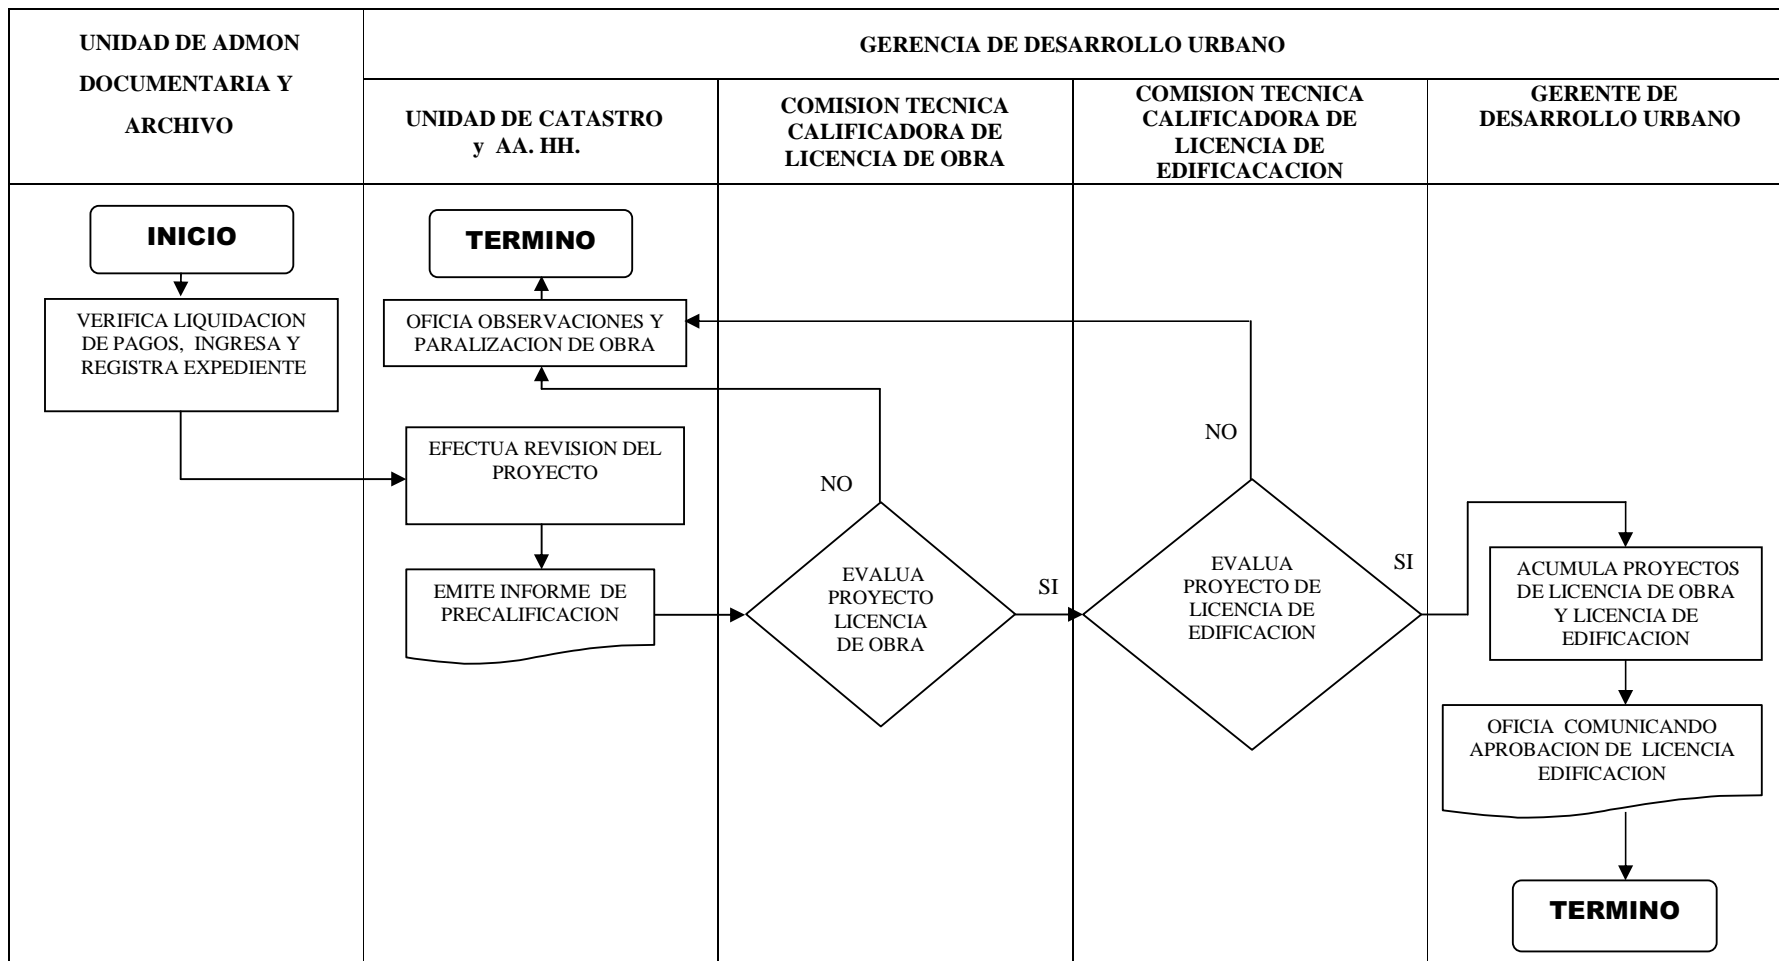 UNIDAD DE ADMON
DOCUMENTARIA Y
ARCHIVO
GERENCIA DE DESARROLLO URBANO
UNIDAD DE CATASTRO
y AA. HH.
COMISION TECNICA
CALIFICADORA DE
LICENCIA DE OBRA
COMISION TECNICA
CALIFICADORA DE
LICENCIA DE
EDIFICACACION
GERENTE DE
DESARROLLO URBANO
INICIO
VERIFICA LIQUIDACION
DE PAGOS, INGRESA Y
REGISTRA EXPEDIENTE
TERMINO
OFICIA OBSERVACIONES Y
PARALIZACION DE OBRA
EFECTUA REVISION DEL
PROYECTO
EMITE INFORME DE
PRECALIFICACION
NO
EVALUA
PROYECTO
LICENCIA
DE OBRA
SI
NO
EVALUA
PROYECTO DE
LICENCIA DE
EDIFICACION
SI
ACUMULA PROYECTOS
DE LICENCIA DE OBRA
Y LICENCIA DE
EDIFICACION
OFICIA COMUNICANDO
APROBACION DE LICENCIA
EDIFICACION
TERMINO